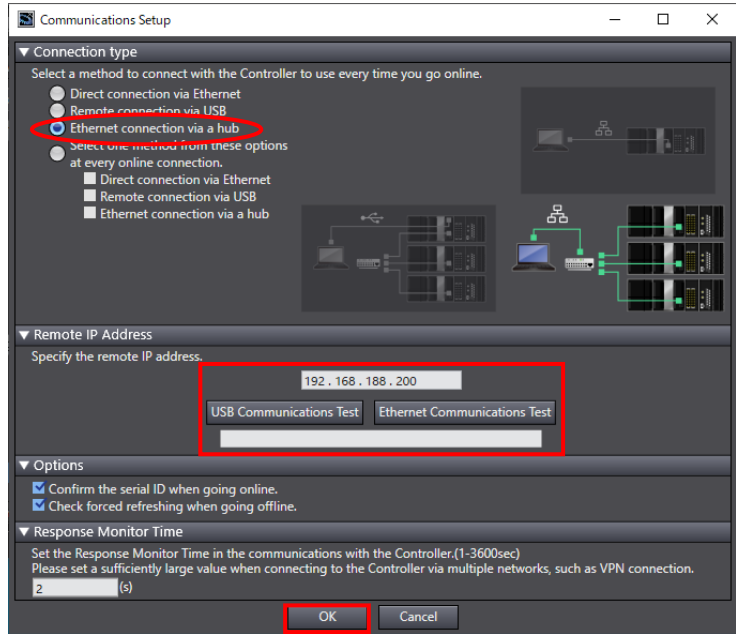 Communications Setup
▼ Connection type
Select a method to connect with the Controller to use every time you go online.
Direct connection via Ethernet
Remote connection via USB
Ethernet connection via a hub
Select one method from these options
at every online connection.
Direct connection via Ethernet
Remote connection via USB
Ethernet connection via a hub
▼ Remote IP Address
Specify the remote IP address.
192 . 168 . 188 . 200
USB Communications Test
Ethernet Communications Test
▼ Options
Confirm the serial ID when going online.
Check forced refreshing when going offline.
▼ Response Monitor Time
Set the Response Monitor Time in the communications with the Controller.(1-3600sec)
Please set a sufficiently large value when connecting to the Controller via multiple networks, such as VPN connection.
2 (s)
OK
Cancel